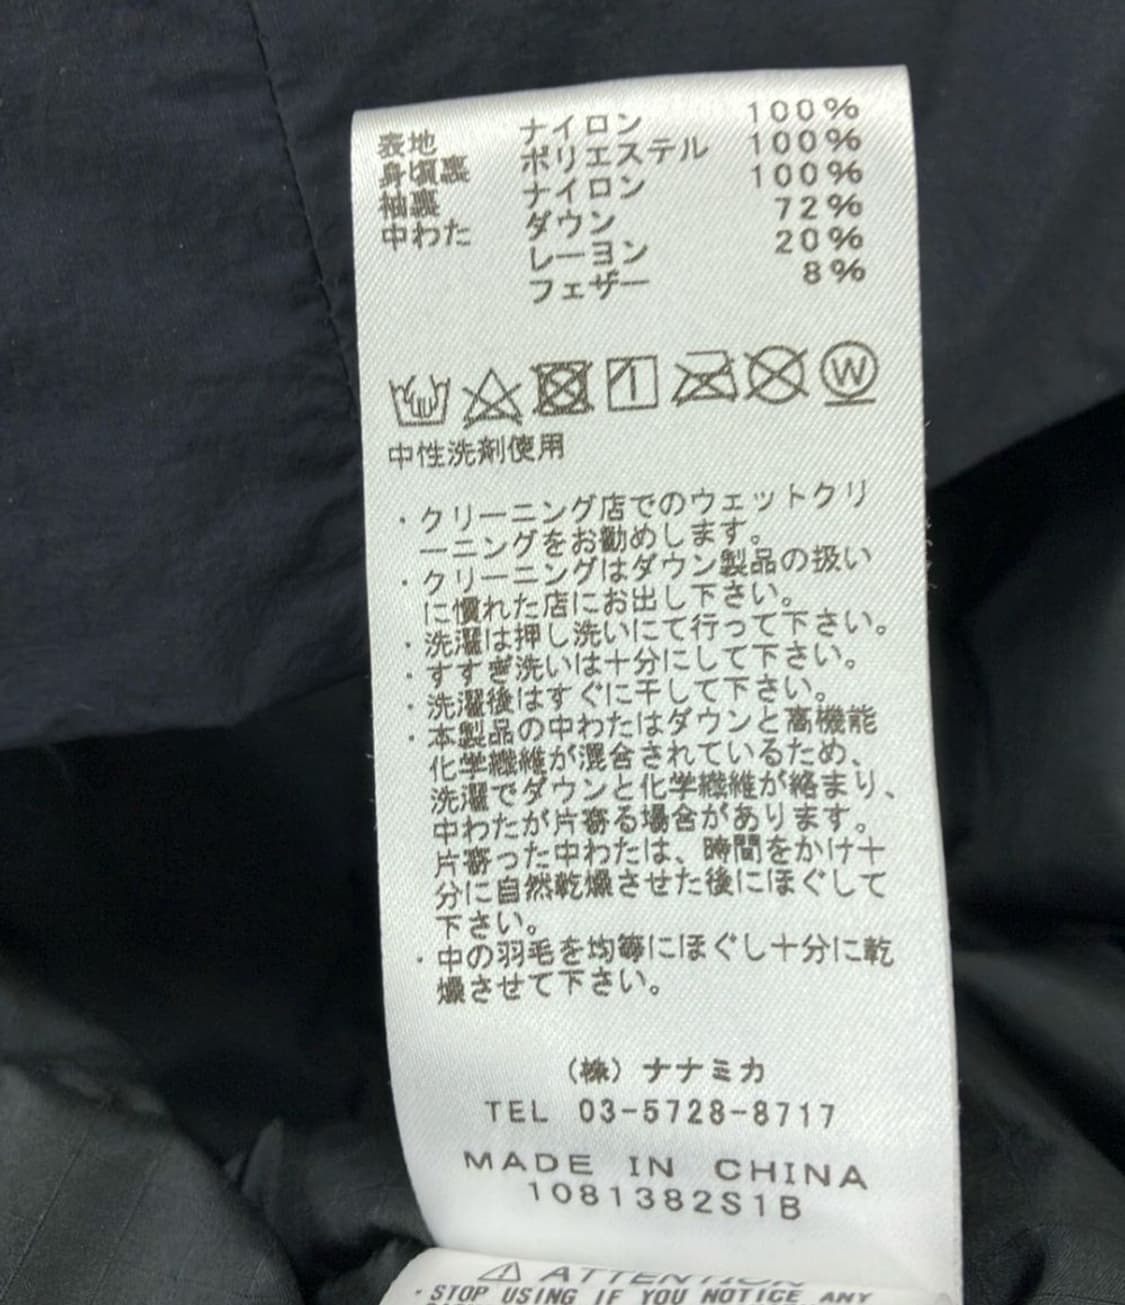 表地 ナイロン 100%
身頃裏 ポリエステル 100%
袖裏 ナイロン 100%
中わた ダウン 72%
レーヨン 20%
フェザー 8%
W
中性洗剤使用
・クリーニング店でのウェットクリ
ーニングをお勧めします。
・クリーニングはダウン製品の扱い
に慣れた店にお出し下さい。
・洗濯は押し洗いにて行って下さい。
・すすぎ洗いは十分にして下さい。
・洗濯後はすぐに干して下さい。
・本製品の中わたはダウンと高機能
化学繊維が混合されているため、
洗濯でダウンと化学繊維が絡まり、
中わたが片寄る場合があります。
片寄った中わたは、時間をかけ十
分に自然乾燥させた後にほぐして
下さい。
・中の羽毛を均等にほぐし十分に乾
燥させて下さい。
(株)ナナミカ
TEL 03-5728-8717
MADE IN CHINA
1081382S1B
⚠ ATTENTION
・STOP USING IF YOU NOTICE ANY